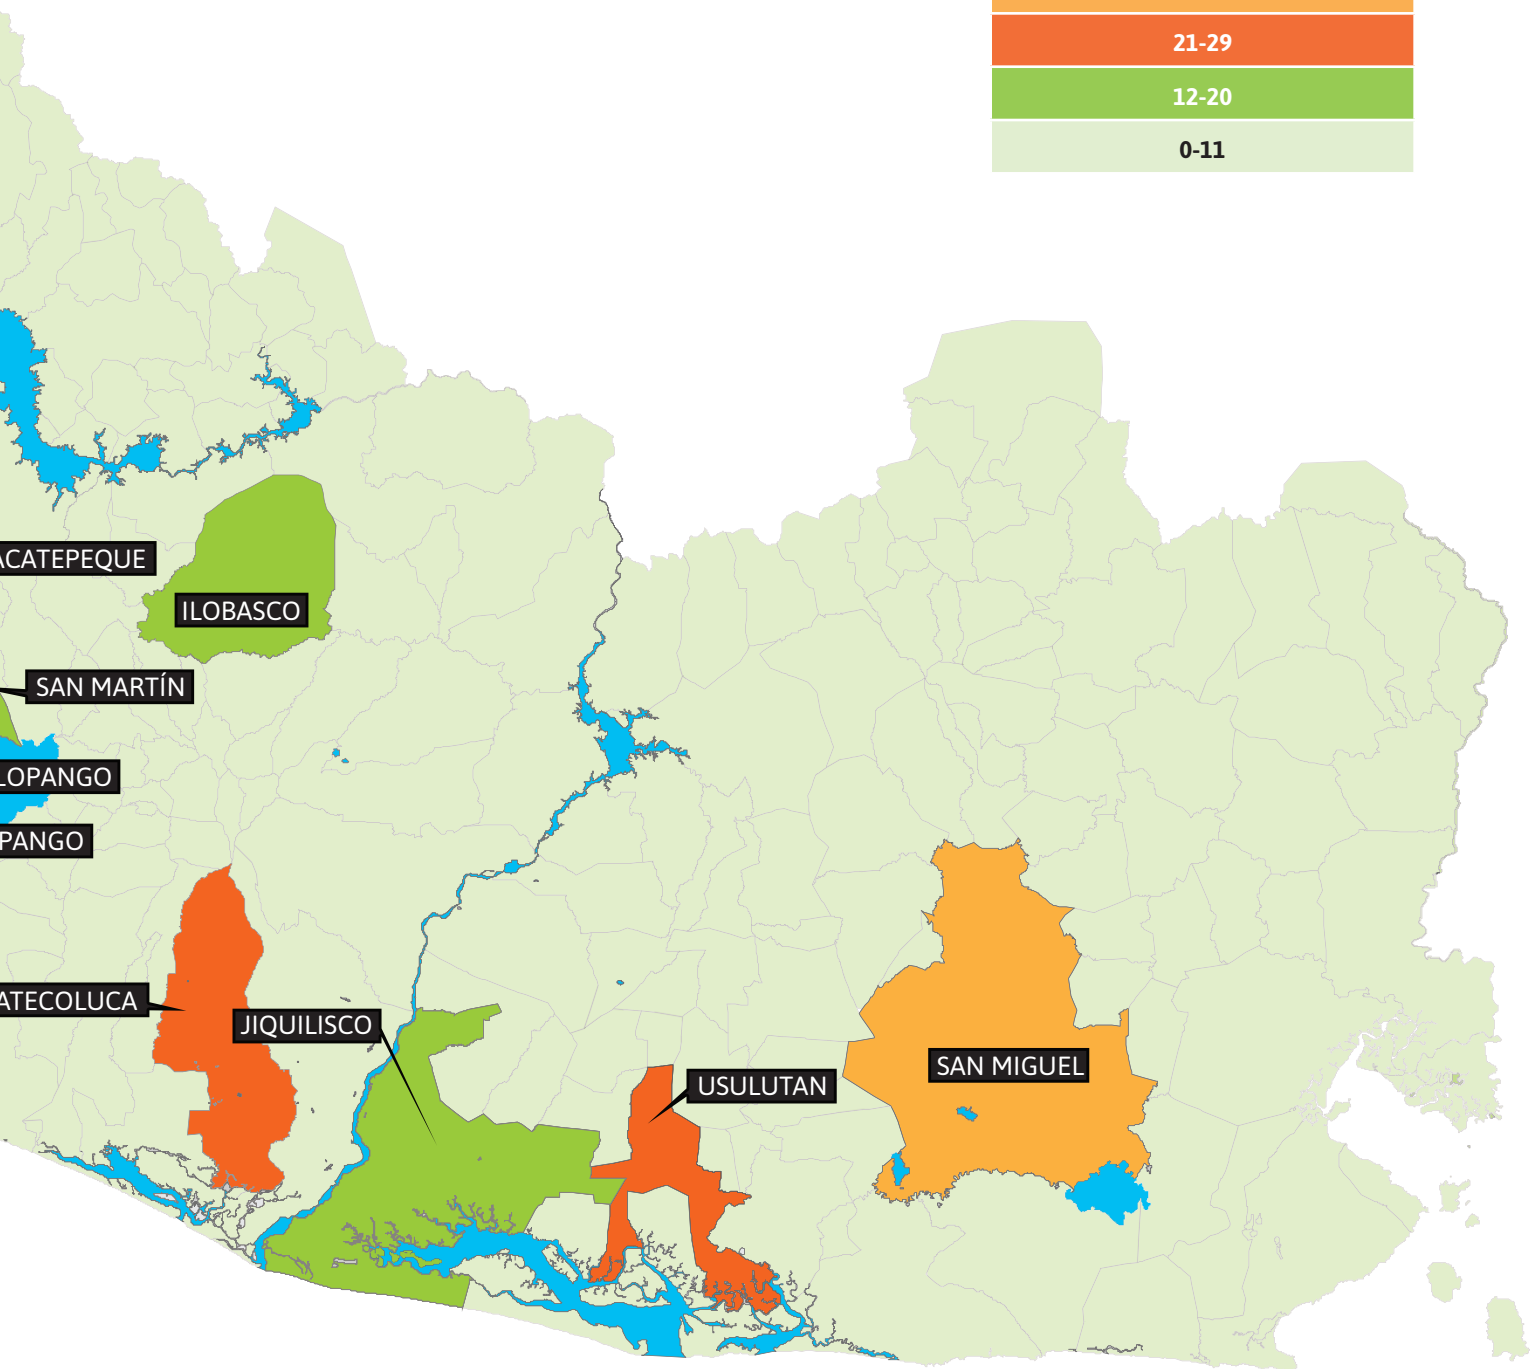 21-29
12-20
0-11
ACATEPEQUE
ILOBASCO
SAN MARTÍN
LOPANGO
PANGO
ATECOLUCA
JIQUILISCO
USULUTAN
SAN MIGUEL